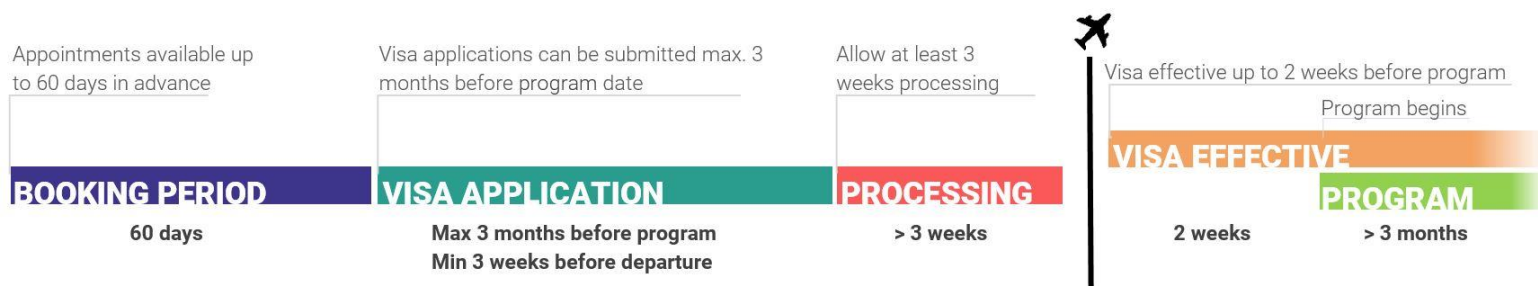 Appointments available up
to 60 days in advance
Visa applications can be submitted max. 3
months before program date
Allow at least 3
weeks processing
Visa effective up to 2 weeks before program
Program begins
BOOKING PERIOD
VISA APPLICATION
PROCESSING
VISA EFFECTIVE
PROGRAM
60 days
Max 3 months before program
Min 3 weeks before departure
> 3 weeks
2 weeks
> 3 months